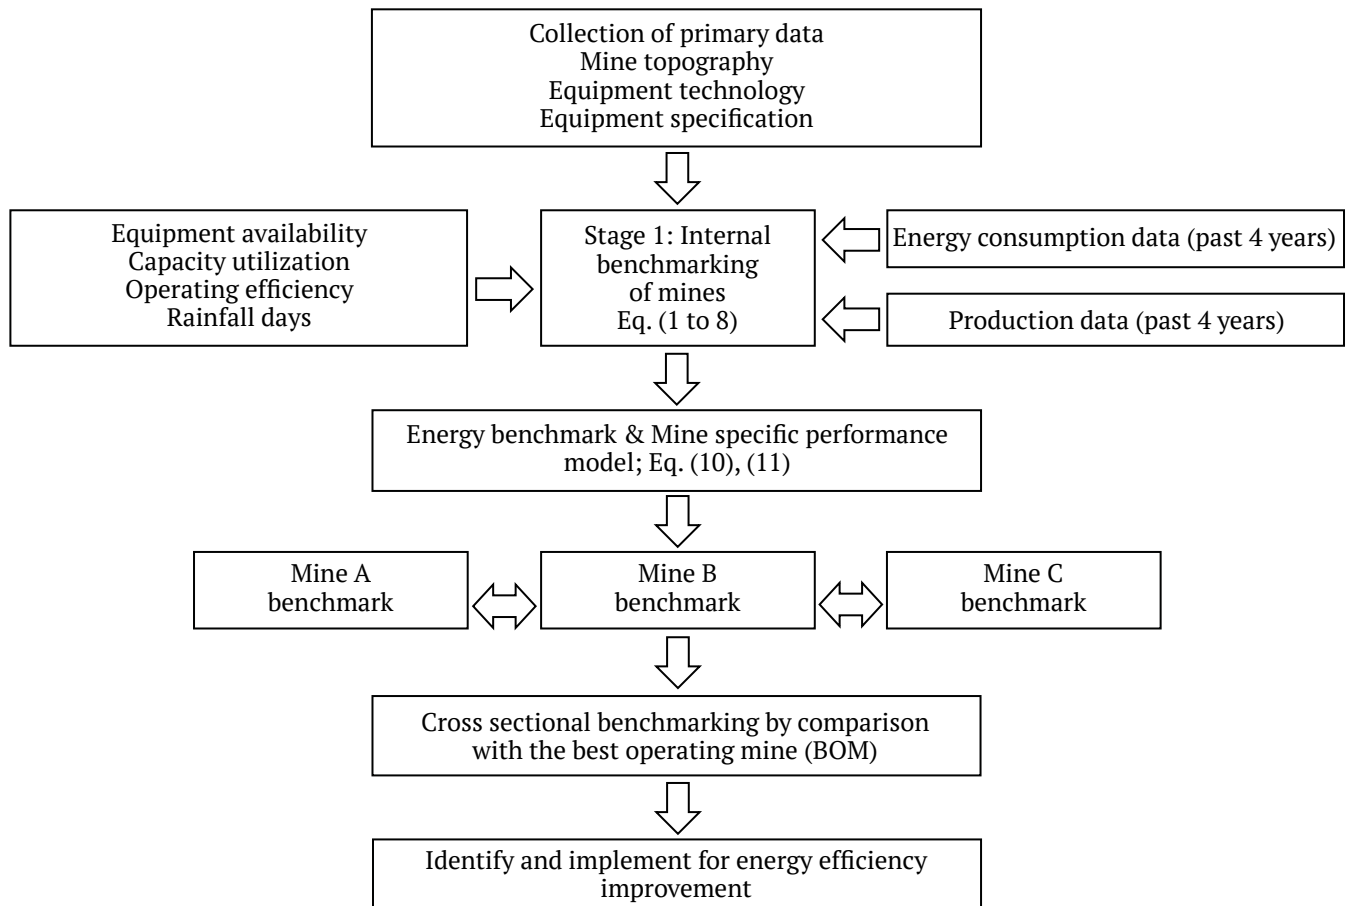 Collection of primary data
Mine topography
Equipment technology
Equipment specification
Equipment availability
Capacity utilization
Operating efficiency
Rainfall days
Stage 1: Internal
benchmarking
of mines
Eq. (1 to 8)
Energy consumption data (past 4 years)
Production data (past 4 years)
Energy benchmark & Mine specific performance
model; Eq. (10), (11)
Mine A
benchmark
Mine B
benchmark
Mine C
benchmark
Cross sectional benchmarking by comparison
with the best operating mine (BOM)
Identify and implement for energy efficiency
improvement